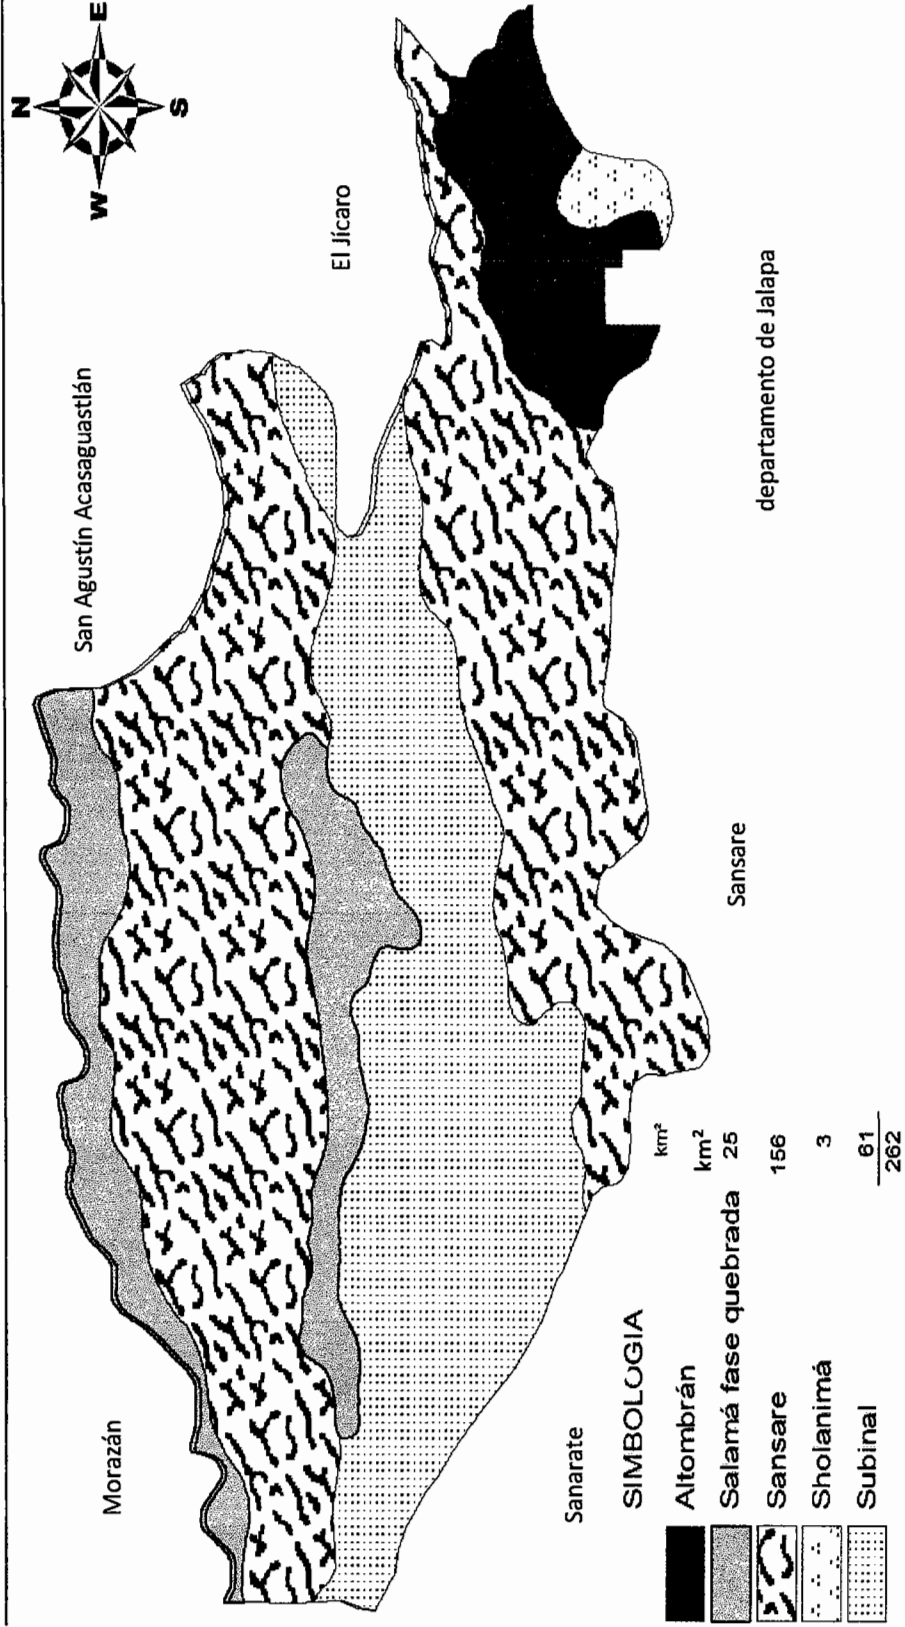 N
W
E
S
San Agustín Acasaguastlán
El Jícaro
Morazán
departamento de Jalapa
Sansare
Sanarate
SIMBOLOGIA
km²
Altombrán km²
Salamá fase quebrada 25
Sansare 156
Sholanimá 3
Subinal 61
262